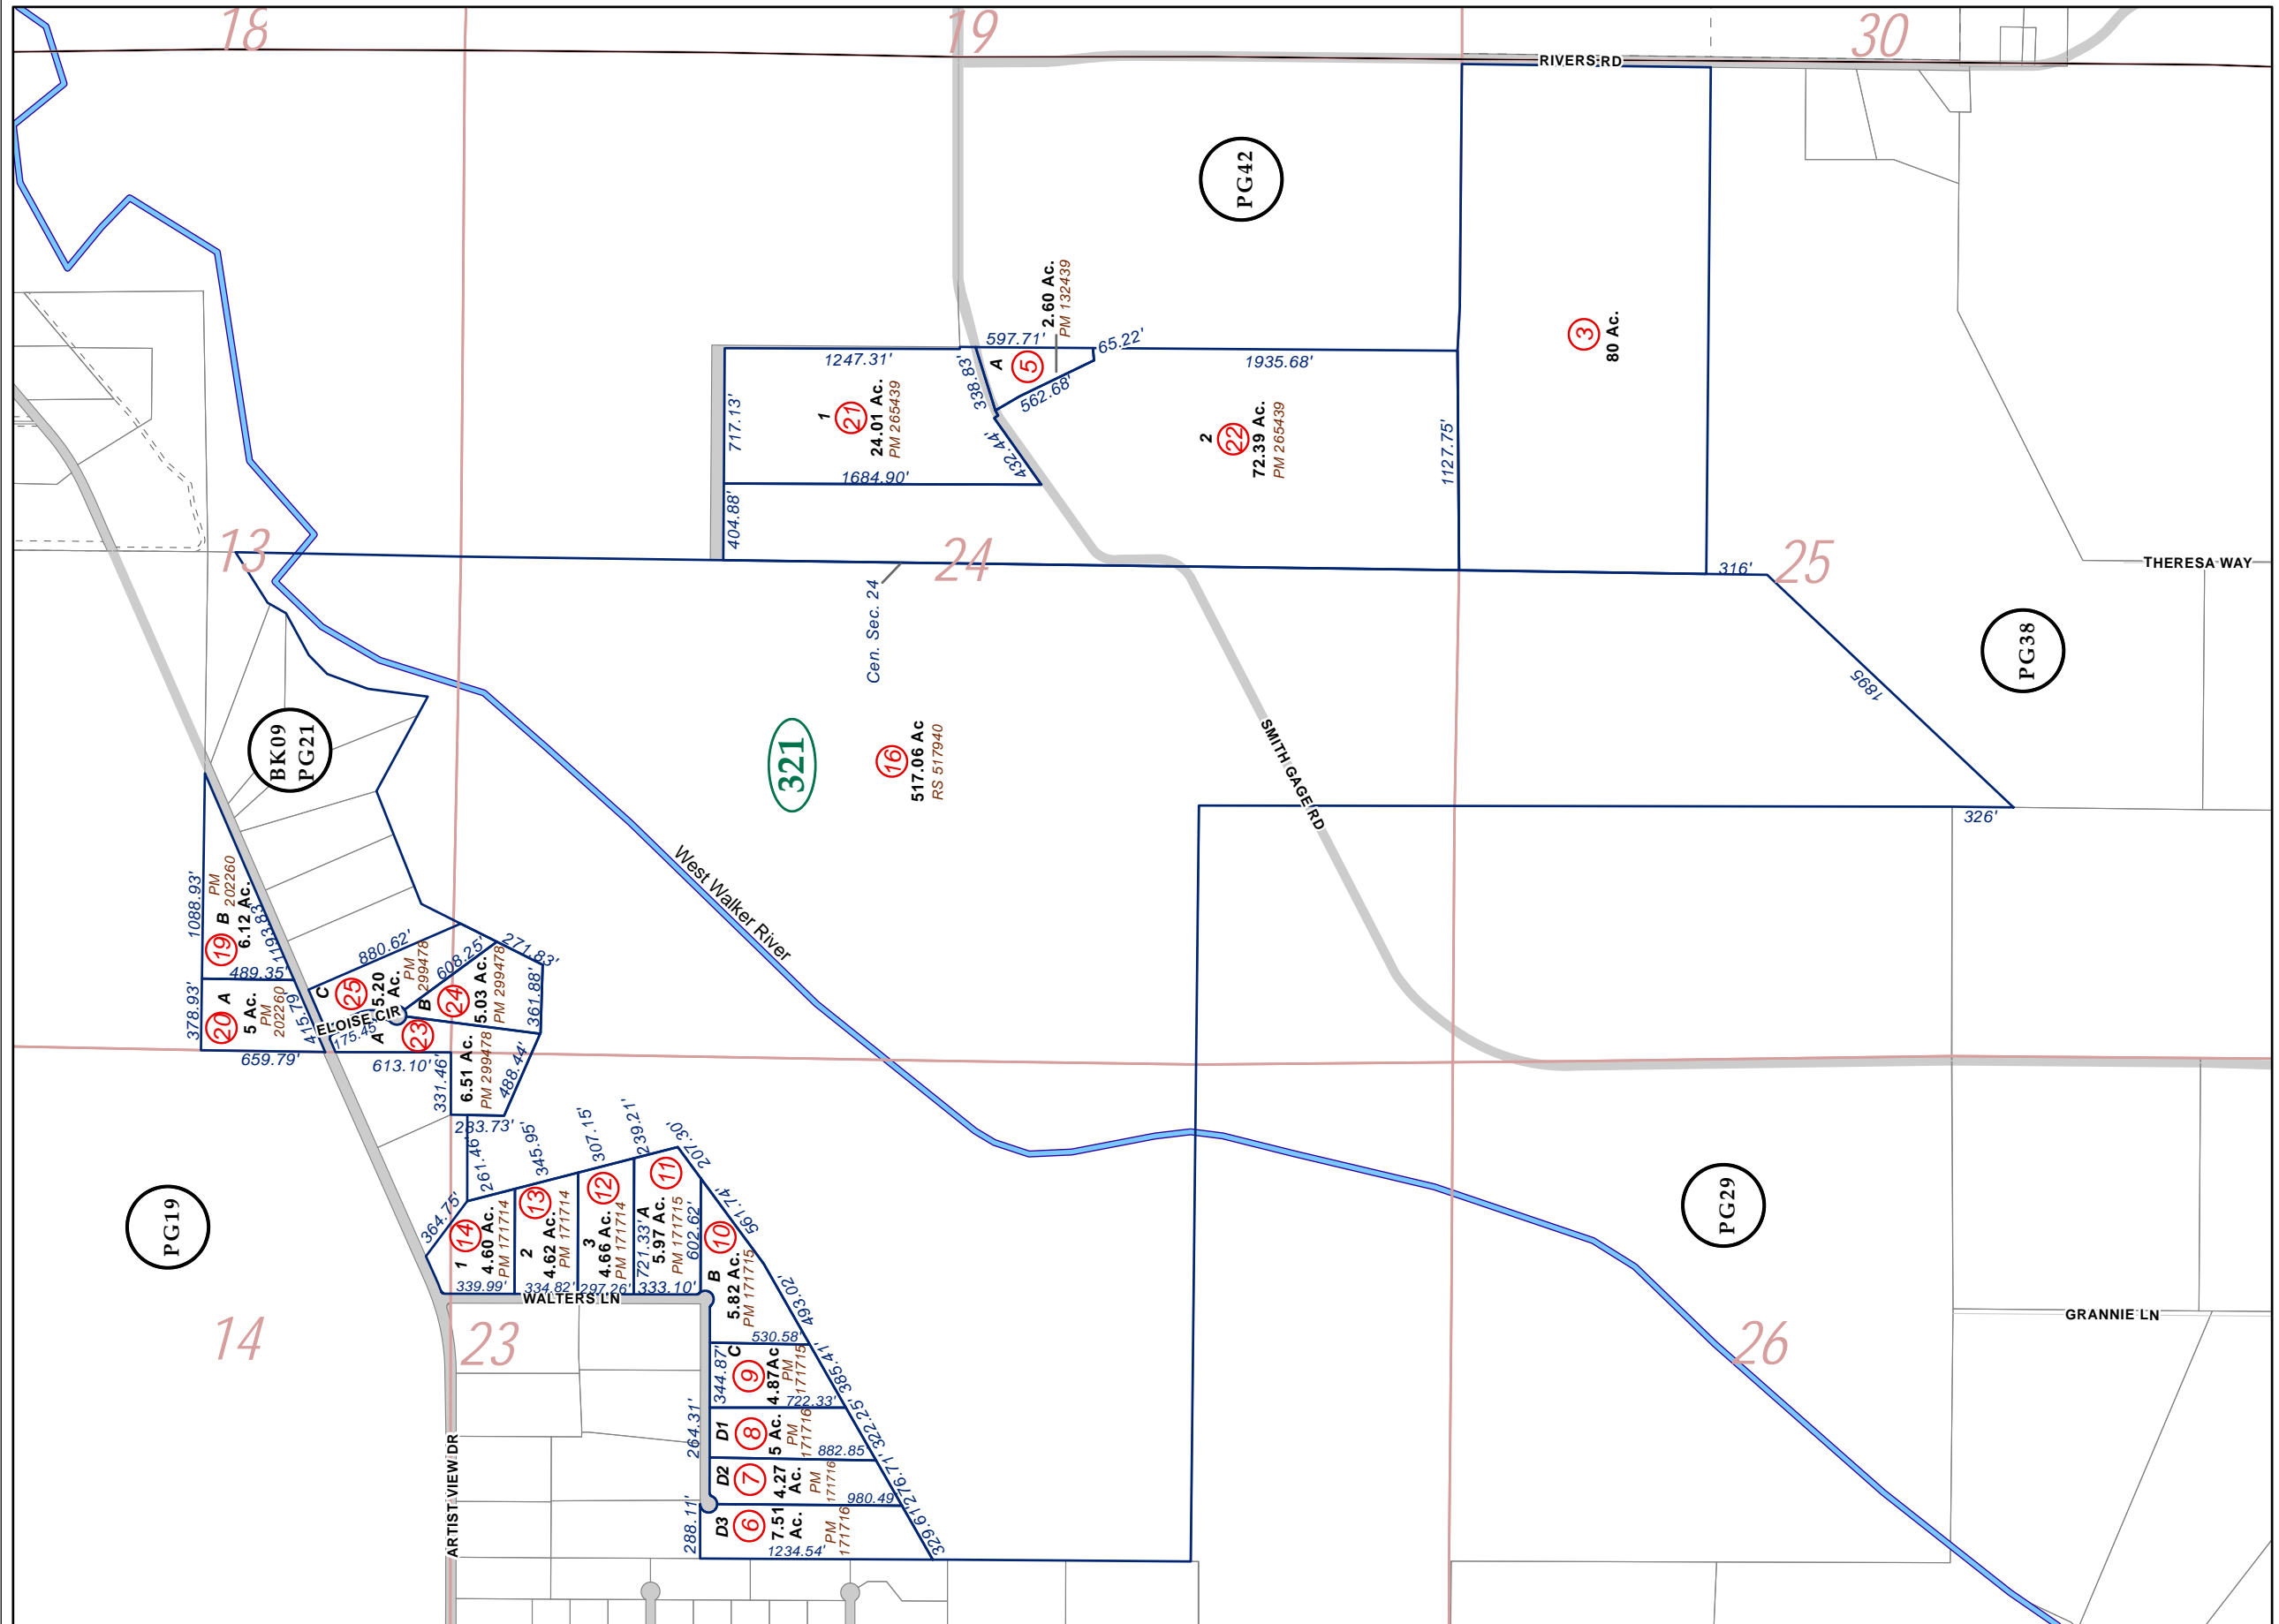 18
19
30
RIVERS RD
PG42
2.60 Ac.
PM 132439
597.71'
65.22'
1247.31'
1935.68'
338.83'
A
5
562.68'
3
80 Ac.
717.13'
1
21
24.01 Ac.
PM 265439
432.44'
2
22
72.39 Ac.
PM 265439
1127.75'
1684.90'
404.88'
13
24
25
316'
THERESA WAY
Cen. Sec. 24
PG38
1895
BK09
PG21
321
16
517.06 Ac
RS 517940
SMITH GAGE RD
326'
West Walker River
1088.93'
PM
202260
B
19
6.12 Ac.
1193.83'
489.35'
880.62'
608.25'
271.83'
378.93'
A
20
5 Ac.
PM
202260
415.79'
C
25
5.20
Ac.
PM
299478
B
24
5.03 Ac.
PM 299478
361.88'
ELOISE CIR
175.45'
A
23
6.51 Ac.
PM 299478
488.44'
659.79'
613.10'
331.46'
283.73'
261.46'
345.95'
307.15'
239.21'
207.30'
PG19
PG29
364.75'
1
14
4.60 Ac.
PM 171714
339.99'
2
13
4.62 Ac.
PM 171714
334.82'
3
12
4.66 Ac.
PM 171714
297.26'
721.33'
A
11
5.97 Ac.
PM 171715
333.10'
602.62'
B
10
5.82 Ac.
PM 171715
561.74'
493.02'
WALTERS LN
14
23
26
GRANNIE LN
530.58'
344.87'
C
9
4.87Ac
PM
171715
385.41'
722.33'
264.31'
D1
8
5 Ac.
PM
171716
322.25'
882.85
D2
7
4.27
Ac.
PM
171716
276.71'
980.49'
288.11'
D3
6
7.51
Ac.
PM
171716
329.61'
1234.54'
ARTIST VIEW DR